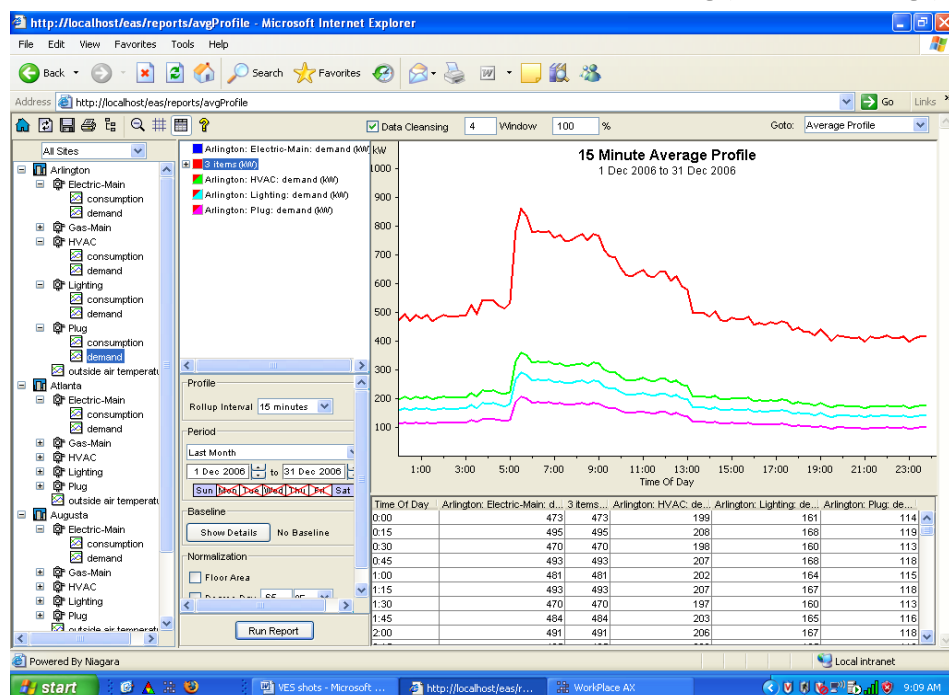 http://localhost/eas/reports/avgProfile - Microsoft Internet Explorer
File Edit View Favorites Tools Help
Back Search Favorites
Address http://localhost/eas/reports/avgProfile Go Links
Data Cleansing 4 Window 100 % Goto: Average Profile
All Sites
Arlington
Electric-Main
consumption
demand
Gas-Main
HVAC
consumption
demand
Lighting
consumption
demand
Plug
consumption
demand
outside air temperatu
Atlanta
Electric-Main
consumption
demand
Gas-Main
HVAC
Lighting
Plug
outside air temperatu
Augusta
Electric-Main
consumption
demand
Gas-Main
HVAC
Lighting
Plug
outside air temperatu
Arlington: Electric-Main: demand (kW)
3 items (kW)
Arlington: HVAC: demand (kW)
Arlington: Lighting: demand (kW)
Arlington: Plug: demand (kW)
Profile
Rollup Interval 15 minutes
Period
Last Month
1 Dec 2006 to 31 Dec 2006
Sun Mon Tue Wed Thu Fri Sat
Baseline
Show Details No Baseline
Normalization
Floor Area
Degree Day 65 °F
Run Report
15 Minute Average Profile
1 Dec 2006 to 31 Dec 2006
kW
1000
900
800
700
600
500
400
300
200
100
1:00 3:00 5:00 7:00 9:00 11:00 13:00 15:00 17:00 19:00 21:00 23:00
Time Of Day
Time Of Day Arlington: Electric-Main: d... 3 items... Arlington: HVAC: de... Arlington: Lighting: de... Arlington: Plug: de...
0:00 473 473 199 161 114
0:15 495 495 208 168 119
0:30 470 470 198 160 113
0:45 493 493 207 168 118
1:00 481 481 202 164 115
1:15 493 493 207 167 118
1:30 470 470 197 160 113
1:45 484 484 203 165 116
2:00 491 491 206 167 118
Powered By Niagara Local intranet
start VES shots - Microsoft ... http://localhost/eas/r... WorkPlace AX 9:09 AM